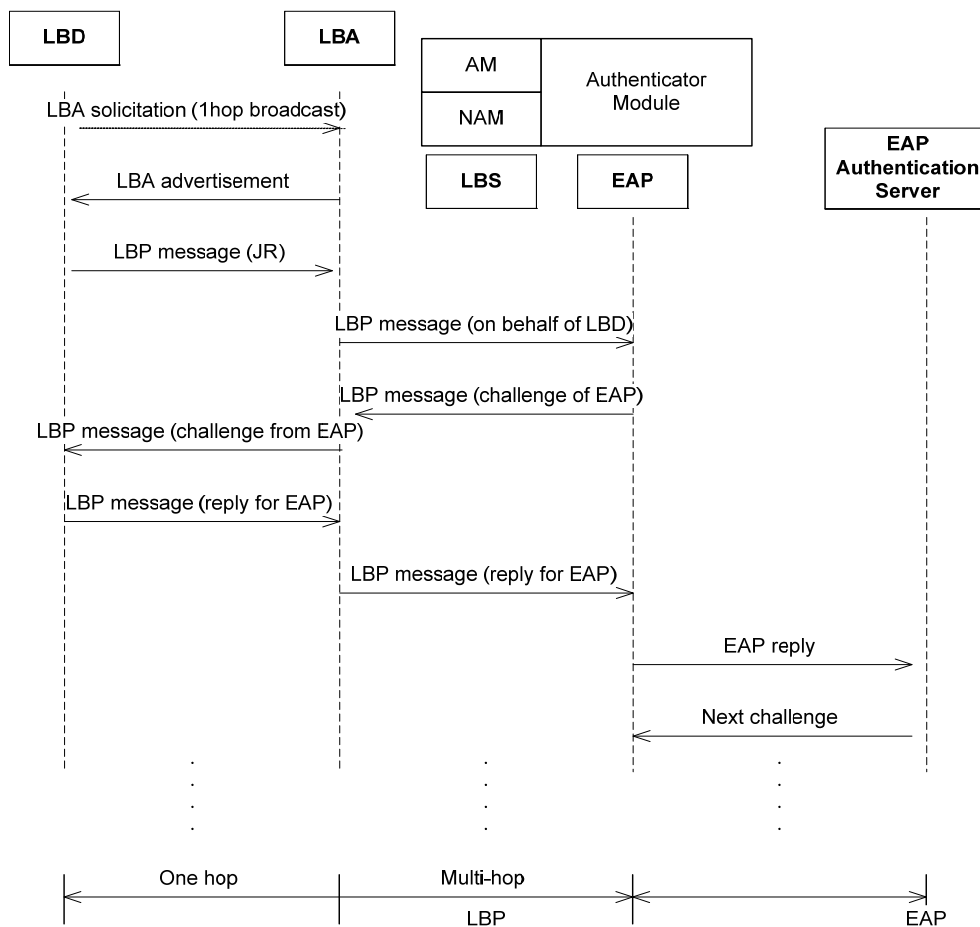 LBD
LBA
AM
NAM
Authenticator
Module
LBS
EAP
EAP
Authentication
Server
LBA solicitation (1hop broadcast)
LBA advertisement
LBP message (JR)
LBP message (on behalf of LBD)
LBP message (challenge of EAP)
LBP message (challenge from EAP)
LBP message (reply for EAP)
LBP message (reply for EAP)
EAP reply
Next challenge
One hop
Multi-hop
LBP
EAP